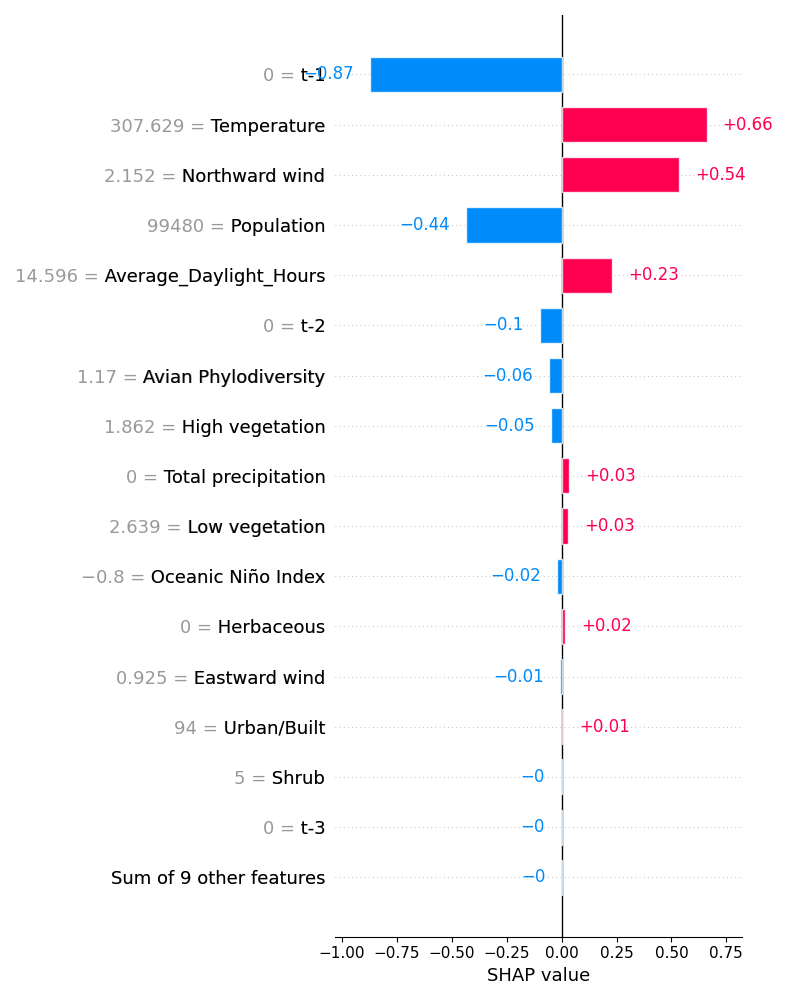 0 = t-1 −0.87
307.629 = Temperature +0.66
2.152 = Northward wind +0.54
99480 = Population −0.44
14.596 = Average_Daylight_Hours +0.23
0 = t-2 −0.1
1.17 = Avian Phylodiversity −0.06
1.862 = High vegetation −0.05
0 = Total precipitation +0.03
2.639 = Low vegetation +0.03
−0.8 = Oceanic Niño Index −0.02
0 = Herbaceous +0.02
0.925 = Eastward wind −0.01
94 = Urban/Built +0.01
5 = Shrub −0
0 = t-3 −0
Sum of 9 other features −0
−1.00 −0.75 −0.50 −0.25 0.00 0.25 0.50 0.75
SHAP value